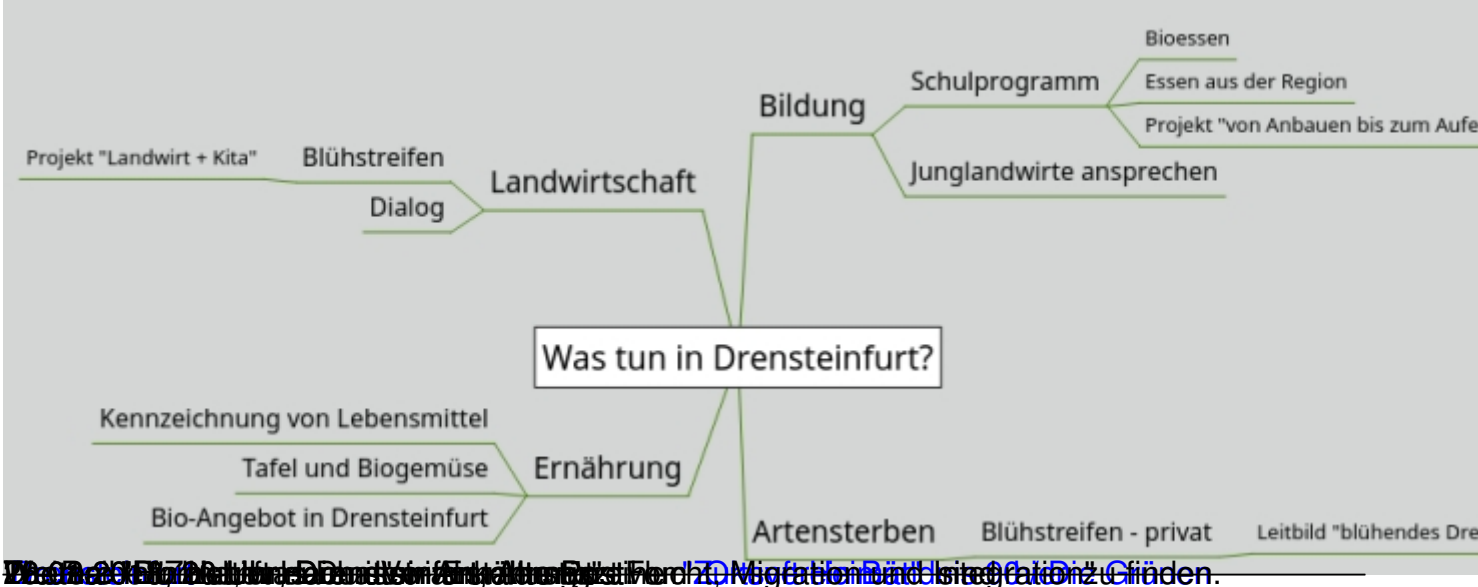 Bioessen
Schulprogramm
Essen aus der Region
Bildung
Projekt "von Anbauen bis zum Aufe
Junglandwirte ansprechen
Projekt "Landwirt + Kita"
Blühstreifen
Landwirtschaft
Dialog
Was tun in Drensteinfurt?
Kennzeichnung von Lebensmittel
Tafel und Biogemüse
Ernährung
Bio-Angebot in Drensteinfurt
Artensterben
Blühstreifen - privat
Leitbild "blühendes Dre